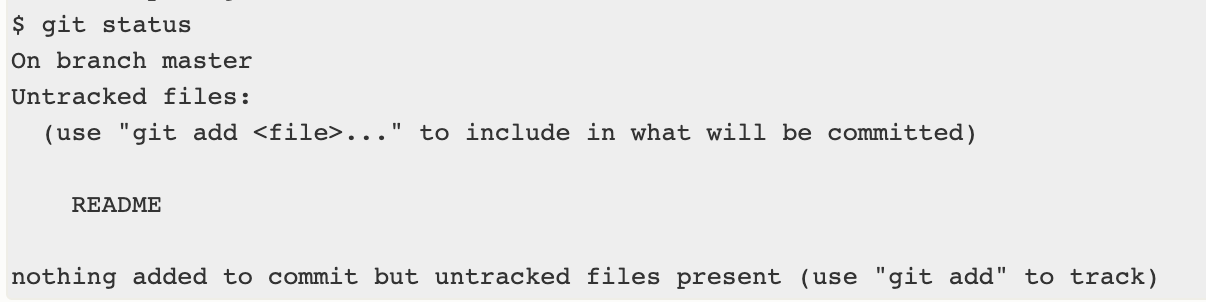 $ git status
On branch master
Untracked files:
  (use "git add <file>..." to include in what will be committed)

    README

nothing added to commit but untracked files present (use "git add" to track)